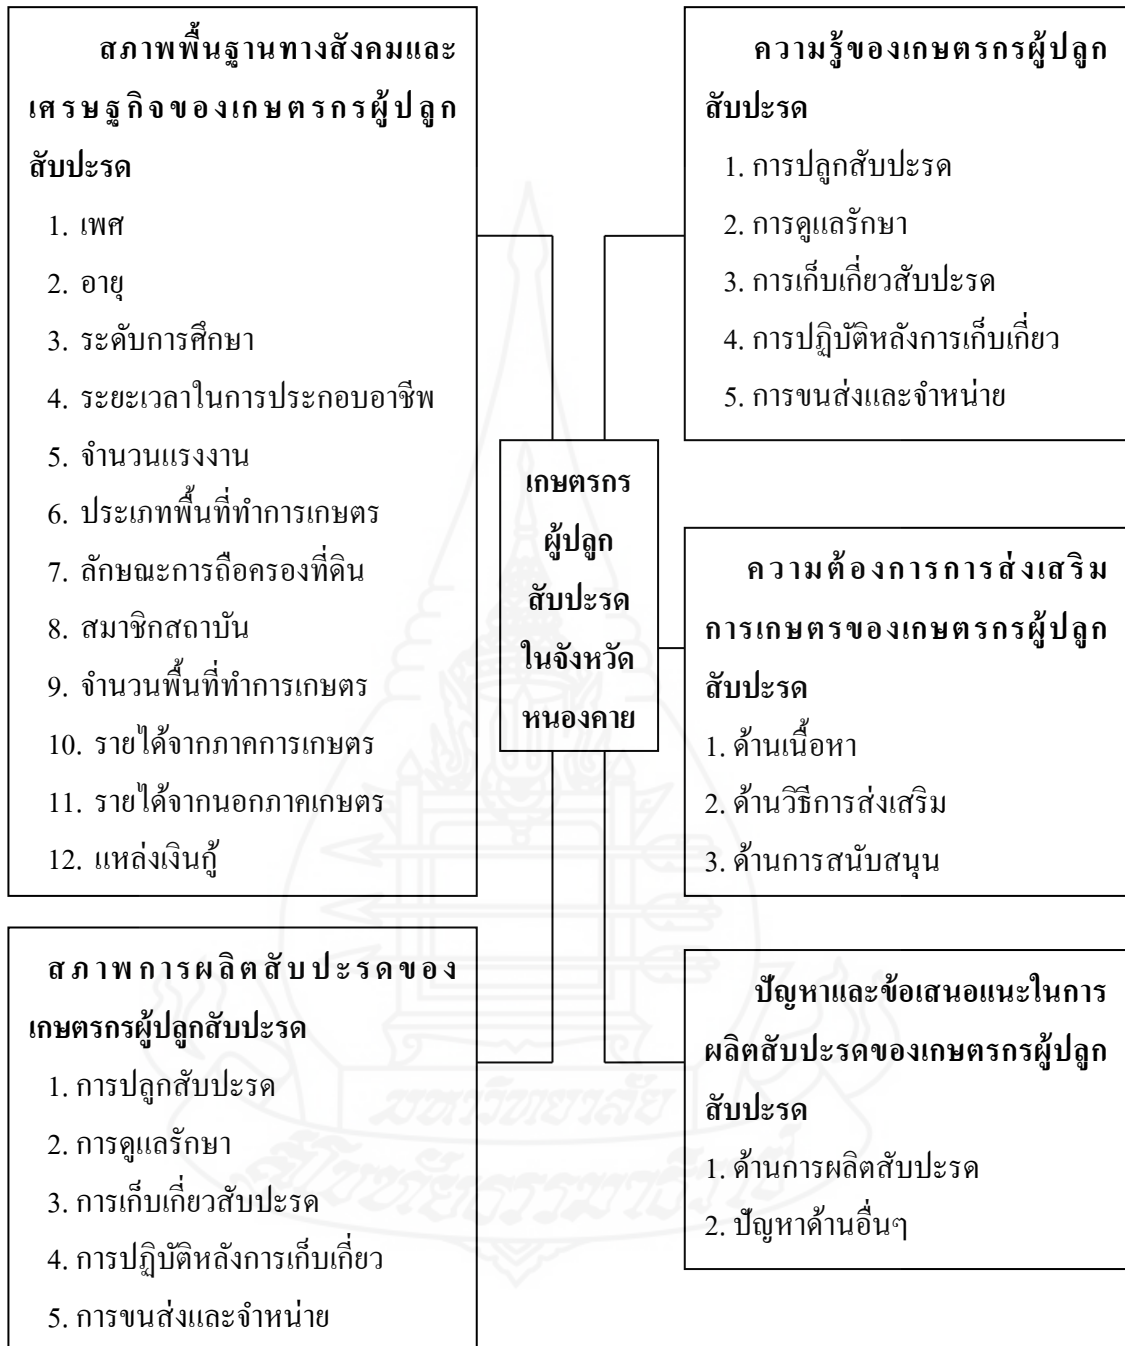 สภาพพื้นฐานทางสังคมและ
เศรษฐกิจของเกษตรกรผู้ปลูก
สับปะรด
1. เพศ
2. อายุ
3. ระดับการศึกษา
4. ระยะเวลาในการประกอบอาชีพ
5. จำนวนแรงงาน
6. ประเภทพื้นที่ทำการเกษตร
7. ลักษณะการถือครองที่ดิน
8. สมาชิกสถาบัน
9. จำนวนพื้นที่ทำการเกษตร
10. รายได้จากภาคการเกษตร
11. รายได้จากนอกภาคเกษตร
12. แหล่งเงินกู้
สภาพการผลิตสับปะรดของ
เกษตรกรผู้ปลูกสับปะรด
1. การปลูกสับปะรด
2. การดูแลรักษา
3. การเก็บเกี่ยวสับปะรด
4. การปฏิบัติหลังการเก็บเกี่ยว
5. การขนส่งและจำหน่าย
เกษตรกร
ผู้ปลูก
สับปะรด
ในจังหวัด
หนองคาย
ความรู้ของเกษตรกรผู้ปลูก
สับปะรด
1. การปลูกสับปะรด
2. การดูแลรักษา
3. การเก็บเกี่ยวสับปะรด
4. การปฏิบัติหลังการเก็บเกี่ยว
5. การขนส่งและจำหน่าย
ความต้องการการส่งเสริม
การเกษตรของเกษตรกรผู้ปลูก
สับปะรด
1. ด้านเนื้อหา
2. ด้านวิธีการส่งเสริม
3. ด้านการสนับสนุน
ปัญหาและข้อเสนอแนะในการ
ผลิตสับปะรดของเกษตรกรผู้ปลูก
สับปะรด
1. ด้านการผลิตสับปะรด
2. ปัญหาด้านอื่นๆ
มหาวิทยาลัย
สุโขทัยธรรมาธิราช